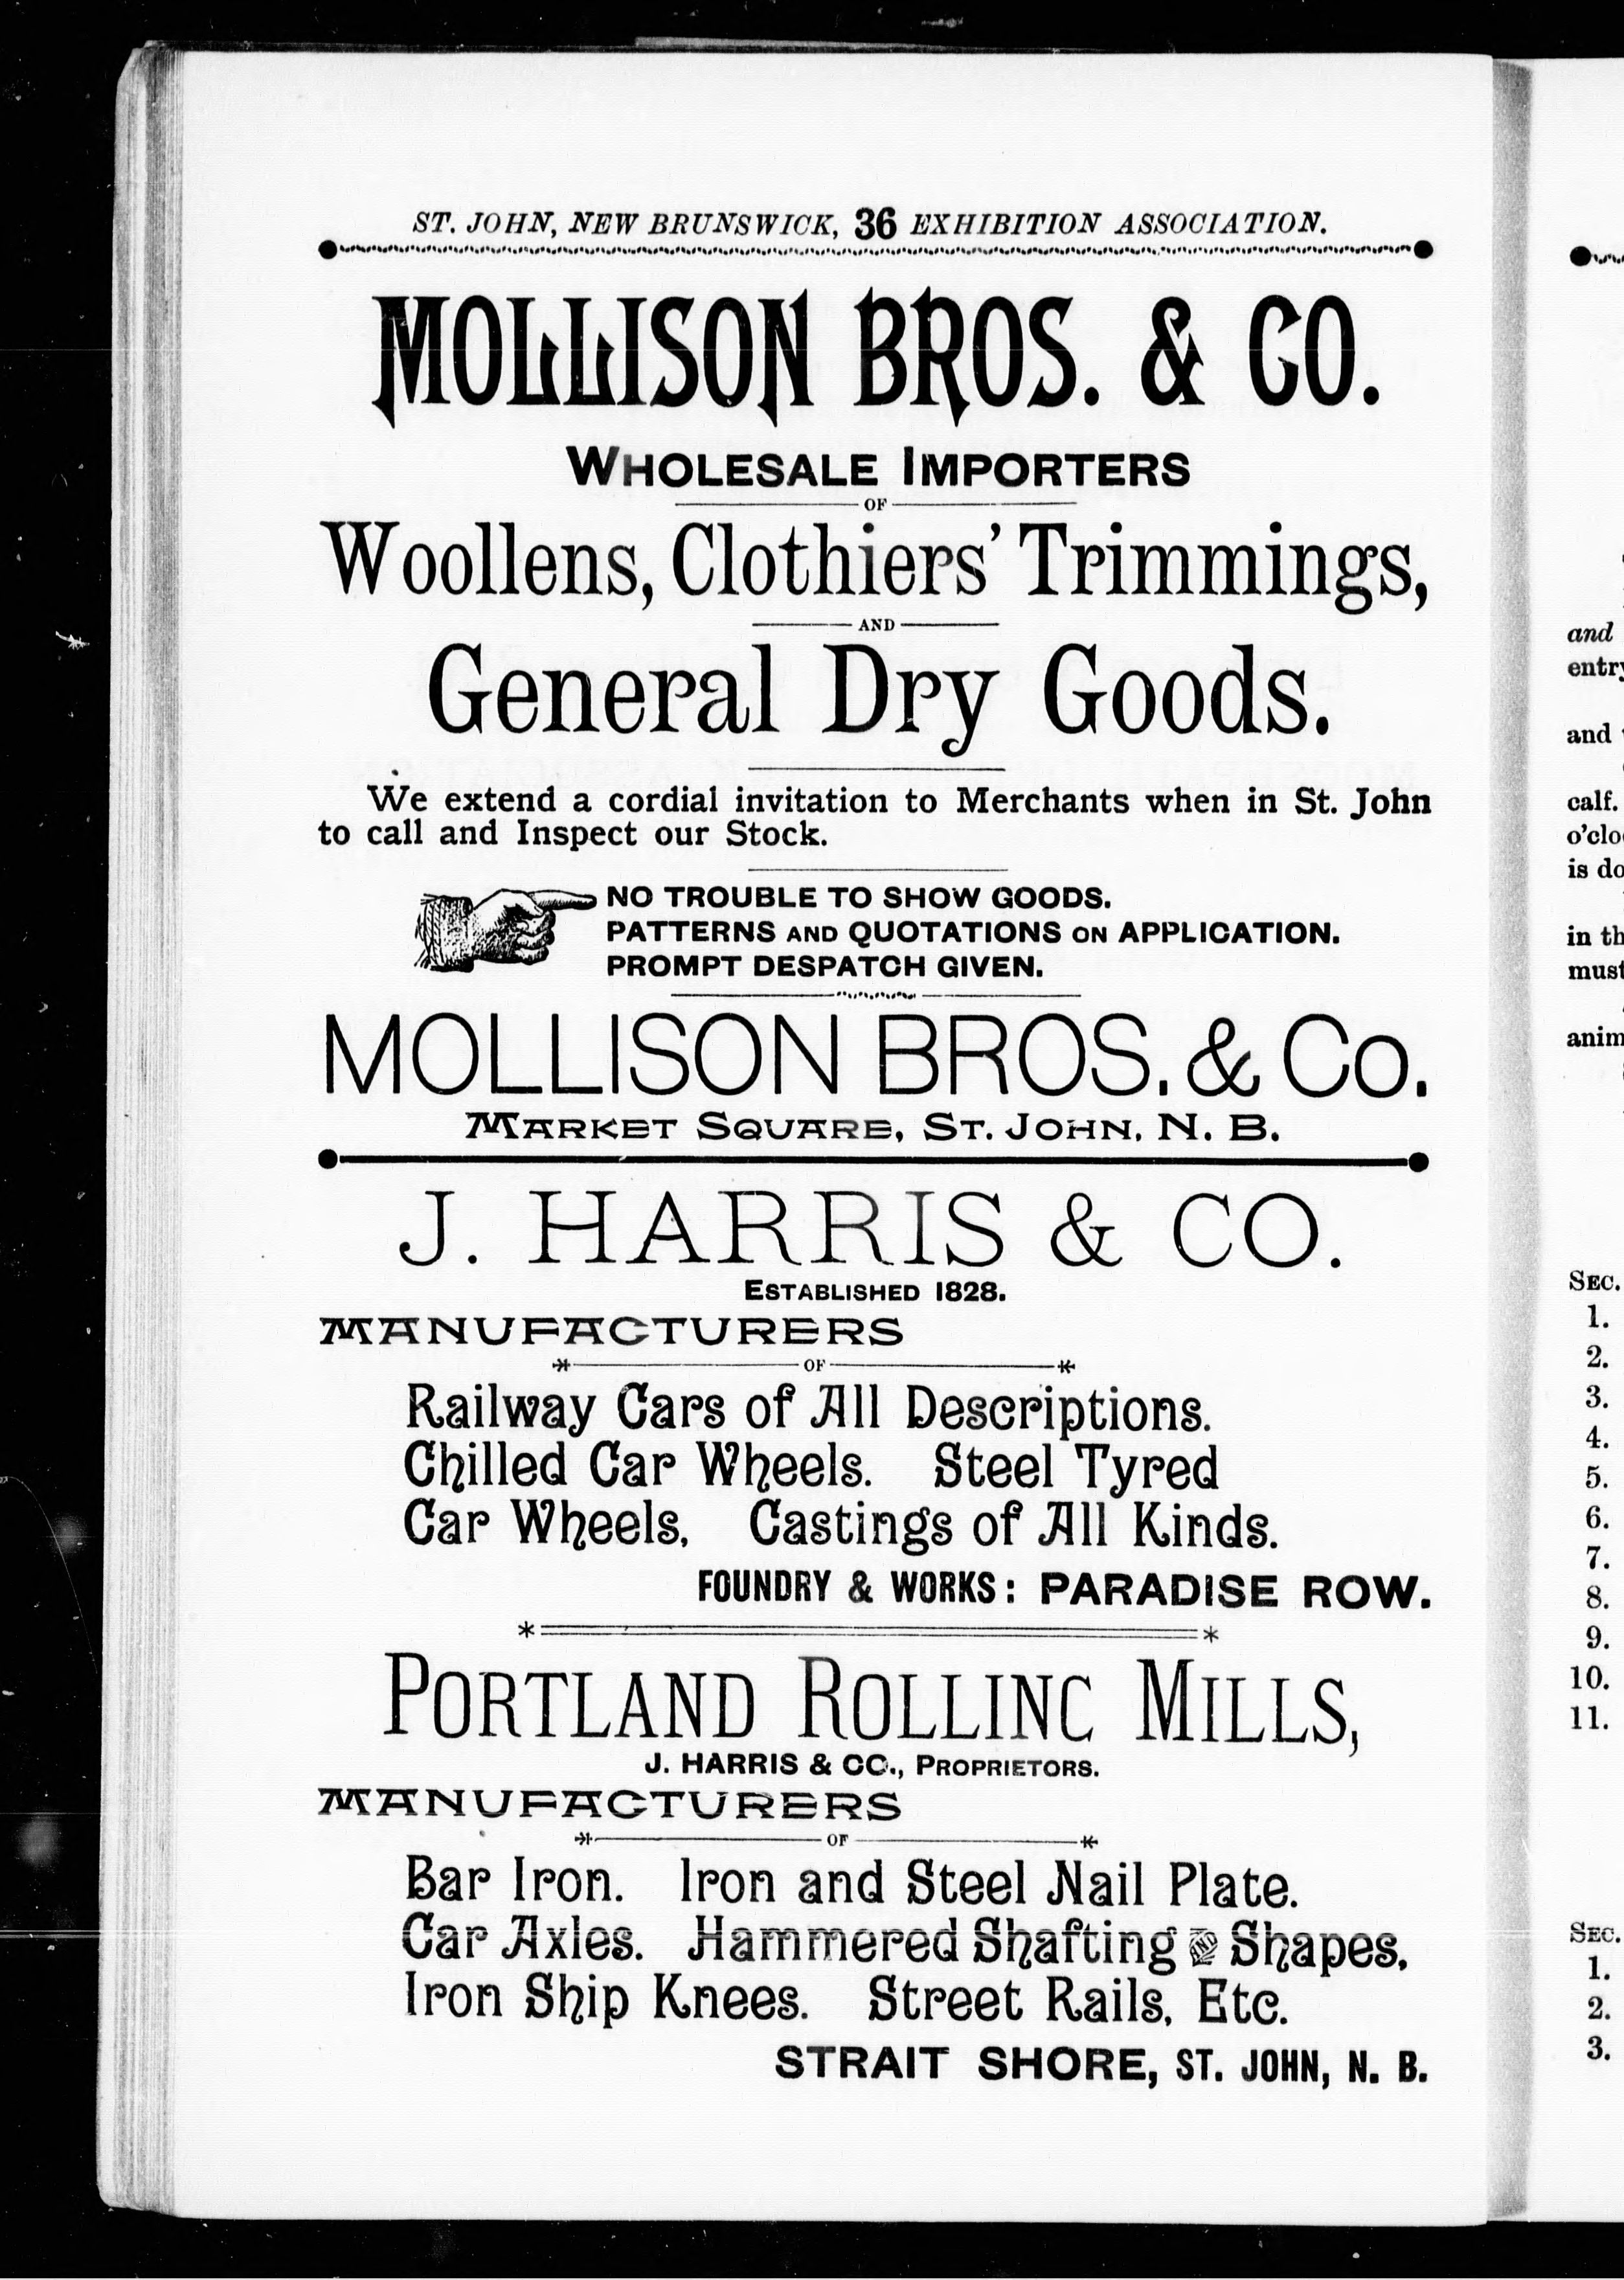 ST. JOHN, NEW BRUNSWICK, 36 EXHIBITION ASSOCIATION.
MOLLISON BROS. & CO.
WHOLESALE IMPORTERS
OF
Woollens, Clothiers' Trimmings,
AND
General Dry Goods.
We extend a cordial invitation to Merchants when in St. John
to call and Inspect our Stock.
NO TROUBLE TO SHOW GOODS.
PATTERNS AND QUOTATIONS ON APPLICATION.
PROMPT DESPATCH GIVEN.
MOLLISON BROS. & Co.
MARKET SQUARE, ST. JOHN, N. B.
J. HARRIS & CO.
ESTABLISHED 1828.
MANUFACTURERS
OF
Railway Cars of All Descriptions.
Chilled Car Wheels. Steel Tyred
Car Wheels, Castings of All Kinds.
FOUNDRY & WORKS: PARADISE ROW.
PORTLAND ROLLING MILLS,
J. HARRIS & CO., PROPRIETORS.
MANUFACTURERS
OF
Bar Iron. Iron and Steel Nail Plate.
Car Axles. Hammered Shafting AND Shapes,
Iron Ship Knees. Street Rails, Etc.
STRAIT SHORE, ST. JOHN, N. B.
and
and
calf.
is do
in th
must
SEC.
1.
2.
3.
4.
5.
6.
7.
8.
9.
10.
11.
SEC.
1.
2.
3.